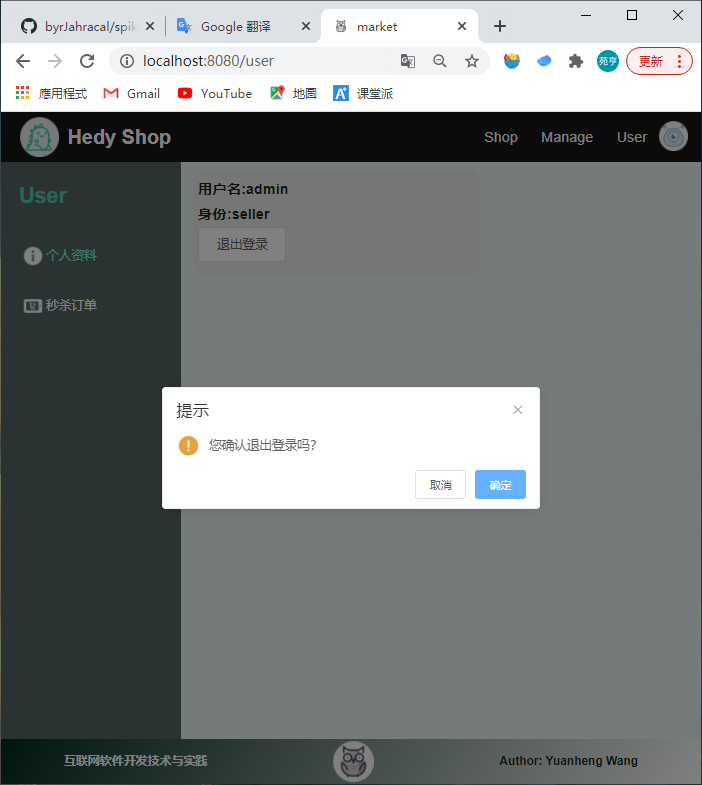 byrJahracal/spik
Google 翻译
market
localhost:8080/user
苑亨
更新
應用程式
Gmail
YouTube
地圖
课堂派
Hedy Shop
Shop
Manage
User
User
个人资料
秒杀订单
用户名:admin
身份:seller
退出登录
提示
您确认退出登录吗?
取消
确定
互联网软件开发技术与实践
Author: Yuanheng Wang